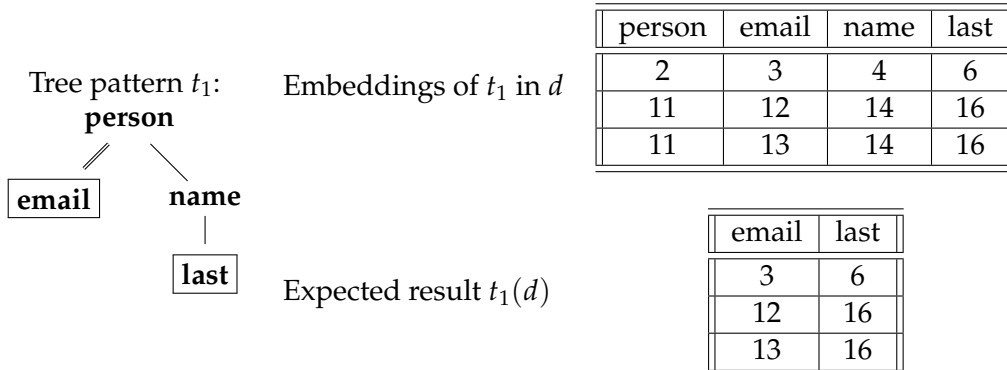 Tree pattern t₁:
person
email
name
last
Embeddings of t₁ in d
person email name last
2 3 4 6
11 12 14 16
11 13 14 16
Expected result t₁(d)
email last
3 6
12 16
13 16